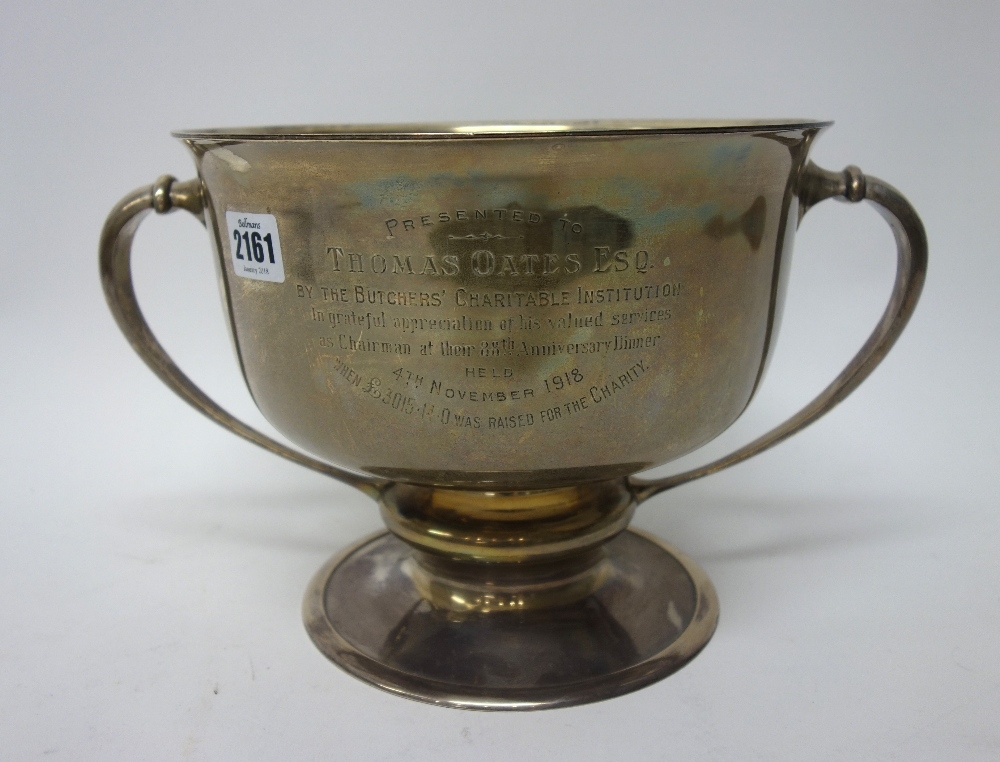 PRESENTED TO
THOMAS OATES ESQ.
BY THE BUTCHERS' CHARITABLE INSTITUTION
In grateful appreciation of his valued services
as Chairman at their 88th Anniversary Dinner
HELD
4TH NOVEMBER 1918
WHEN £3015 0 WAS RAISED FOR THE CHARITY.
Bellmans
2161